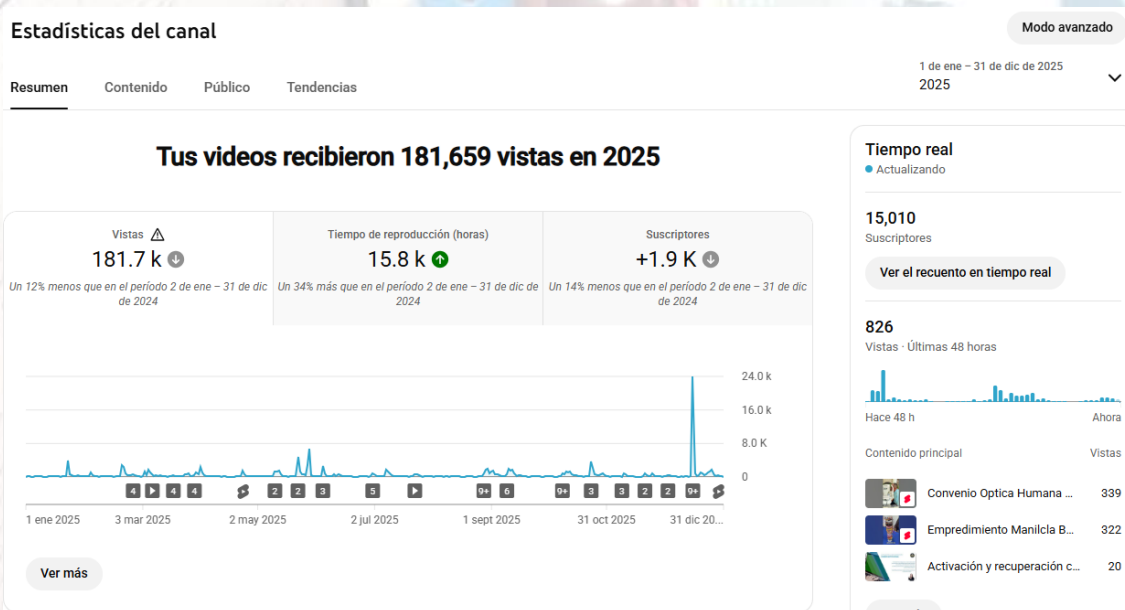 Estadísticas del canal
Modo avanzado
Resumen
Contenido
Público
Tendencias
1 de ene – 31 de dic de 2025
2025
Tus videos recibieron 181,659 vistas en 2025
Vistas
181.7 k
Un 12% menos que en el período 2 de ene – 31 de dic
de 2024
Tiempo de reproducción (horas)
15.8 k
Un 34% más que en el período 2 de ene – 31 de dic de
2024
Suscriptores
+1.9 K
Un 14% menos que en el período 2 de ene – 31 de dic
de 2024
24.0 k
16.0 k
8.0 K
0
4 4 4 2 2 3 5 9+ 6 9+ 3 3 2 2 9+
1 ene 2025
3 mar 2025
2 may 2025
2 jul 2025
1 sept 2025
31 oct 2025
31 dic 20...
Ver más
Tiempo real
Actualizando
15,010
Suscriptores
Ver el recuento en tiempo real
826
Vistas · Últimas 48 horas
Hace 48 h
Ahora
Contenido principal
Vistas
Convenio Optica Humana ...
339
Empredimiento Manilcla B...
322
Activación y recuperación c...
20